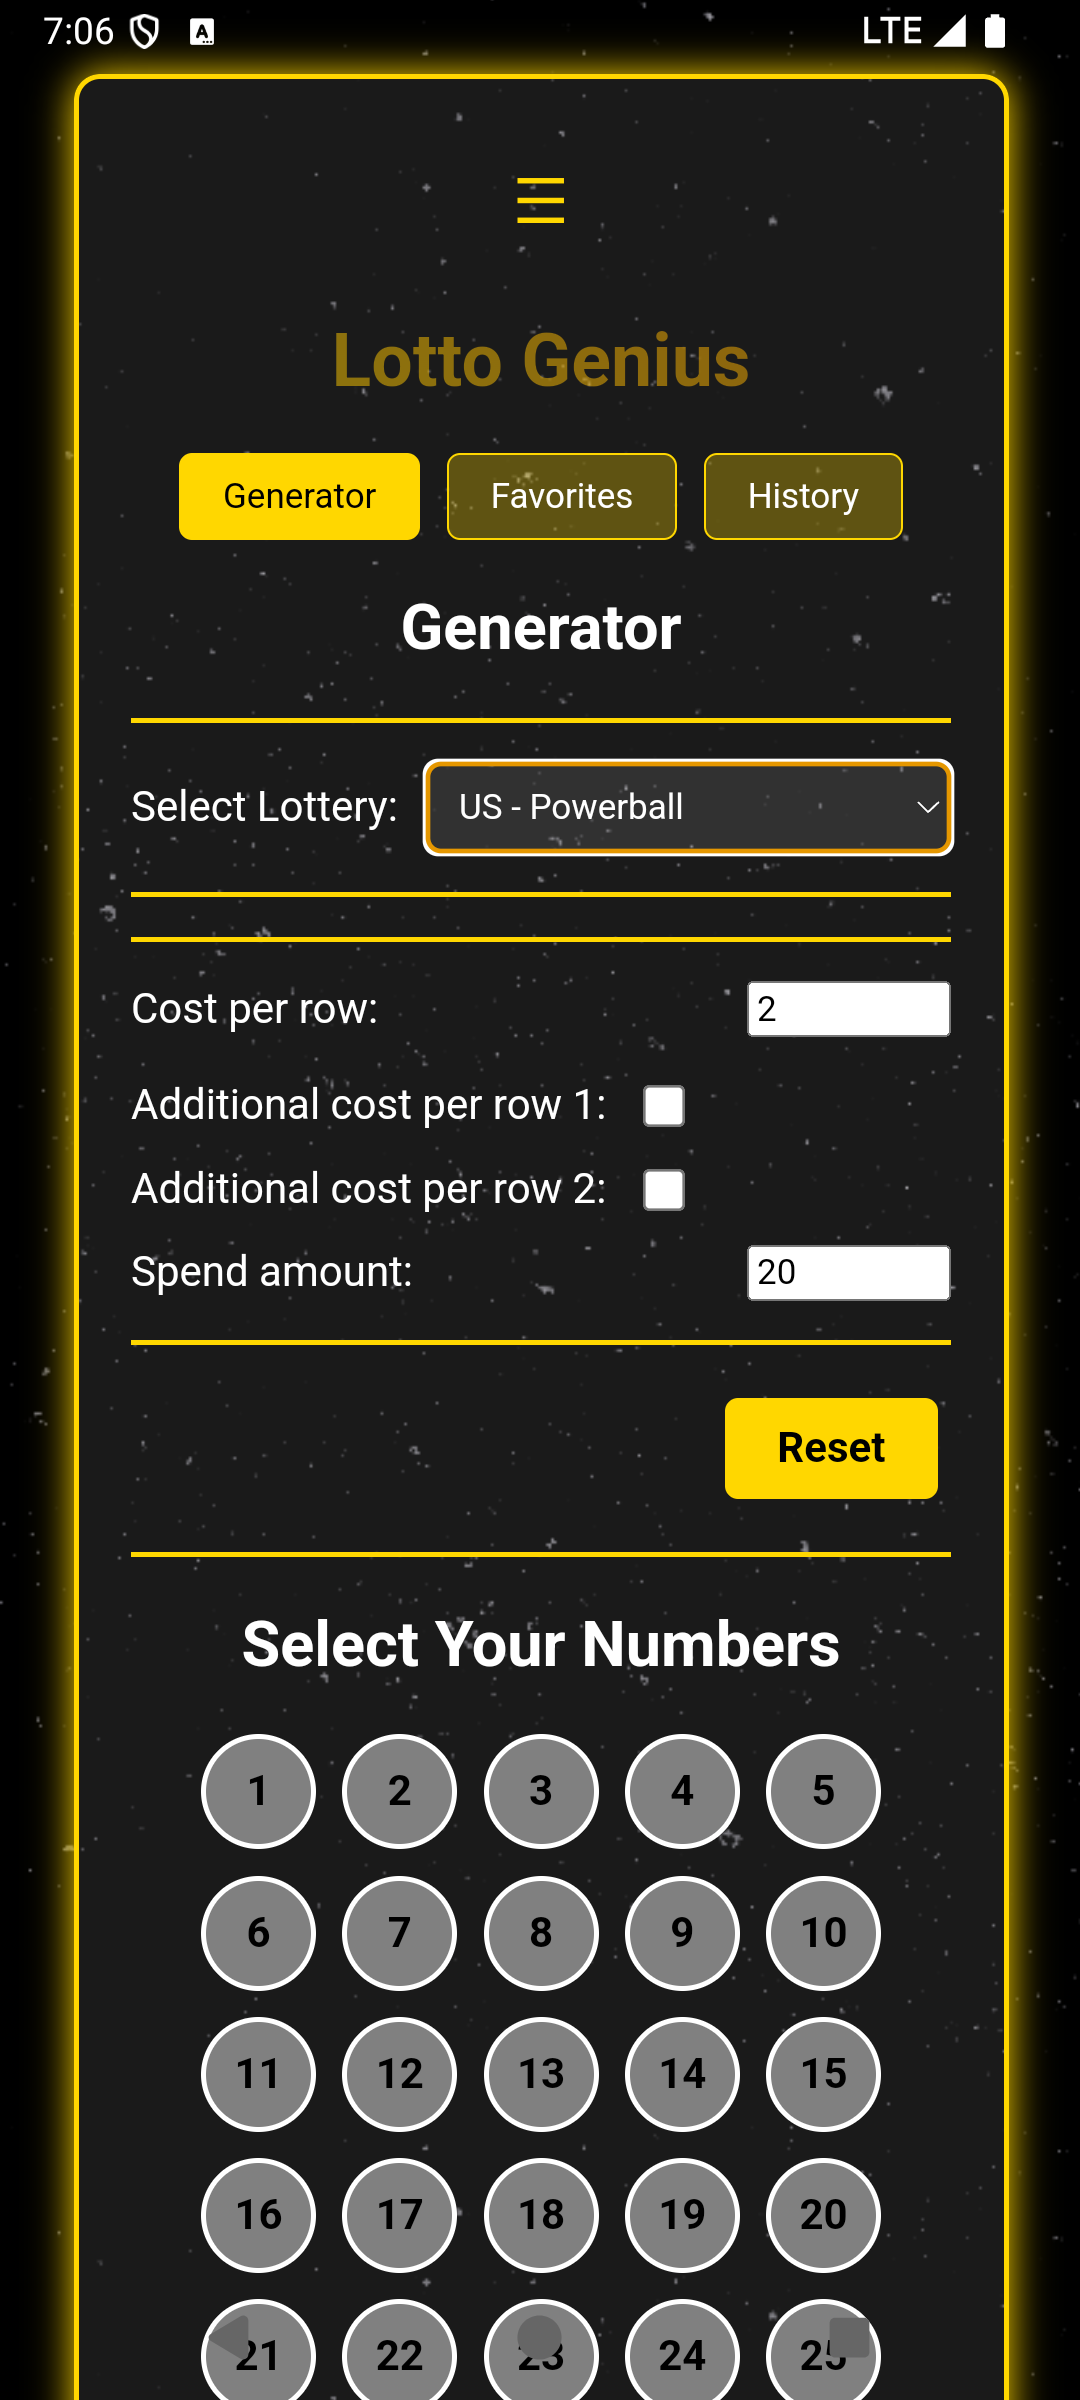 7:06 LTE
Lotto Genius
Generator Favorites History
Generator
Select Lottery: US - Powerball
Cost per row: 2
Additional cost per row 1:
Additional cost per row 2:
Spend amount: 20
Reset
Select Your Numbers
1 2 3 4 5
6 7 8 9 10
11 12 13 14 15
16 17 18 19 20
21 22 23 24 25